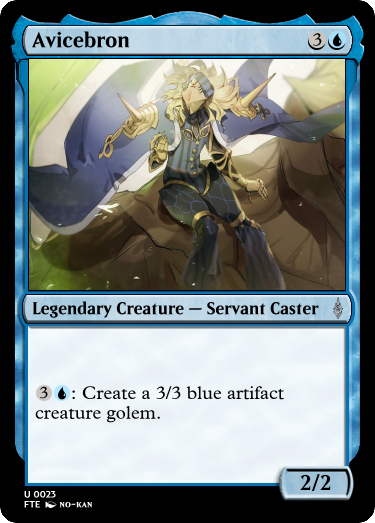 Avicebron 3
Legendary Creature — Servant Caster
3: Create a 3/3 blue artifact
creature golem.
2/2
U 0023
FTE NO-KAN